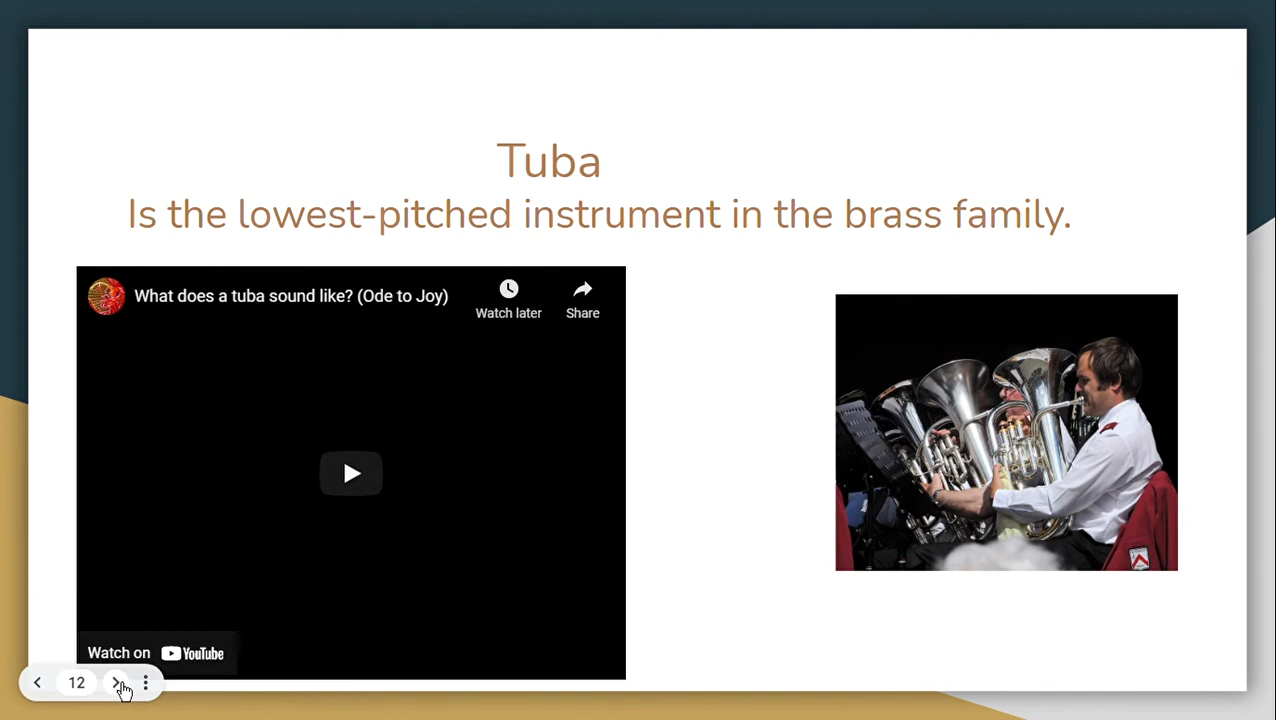 Tuba
Is the lowest-pitched instrument in the brass family.
What does a tuba sound like? (Ode to Joy)
Watch later
Share
Watch on YouTube
12